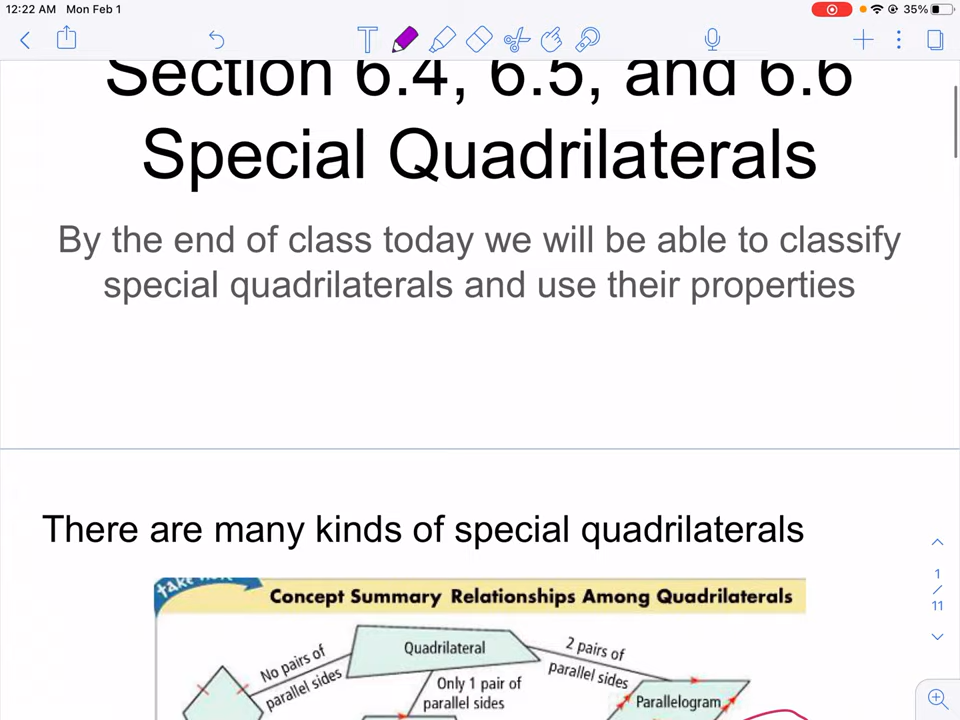 12:22 AM Mon Feb 1
35%
T
Section 6.4, 6.5, and 6.6
Special Quadrilaterals
By the end of class today we will be able to classify
special quadrilaterals and use their properties
There are many kinds of special quadrilaterals
Concept Summary Relationships Among Quadrilaterals
No pairs of
parallel sides
Quadrilateral
2 pairs of
parallel sides
Only 1 pair of
parallel sides
Parallelogram
1
/
11